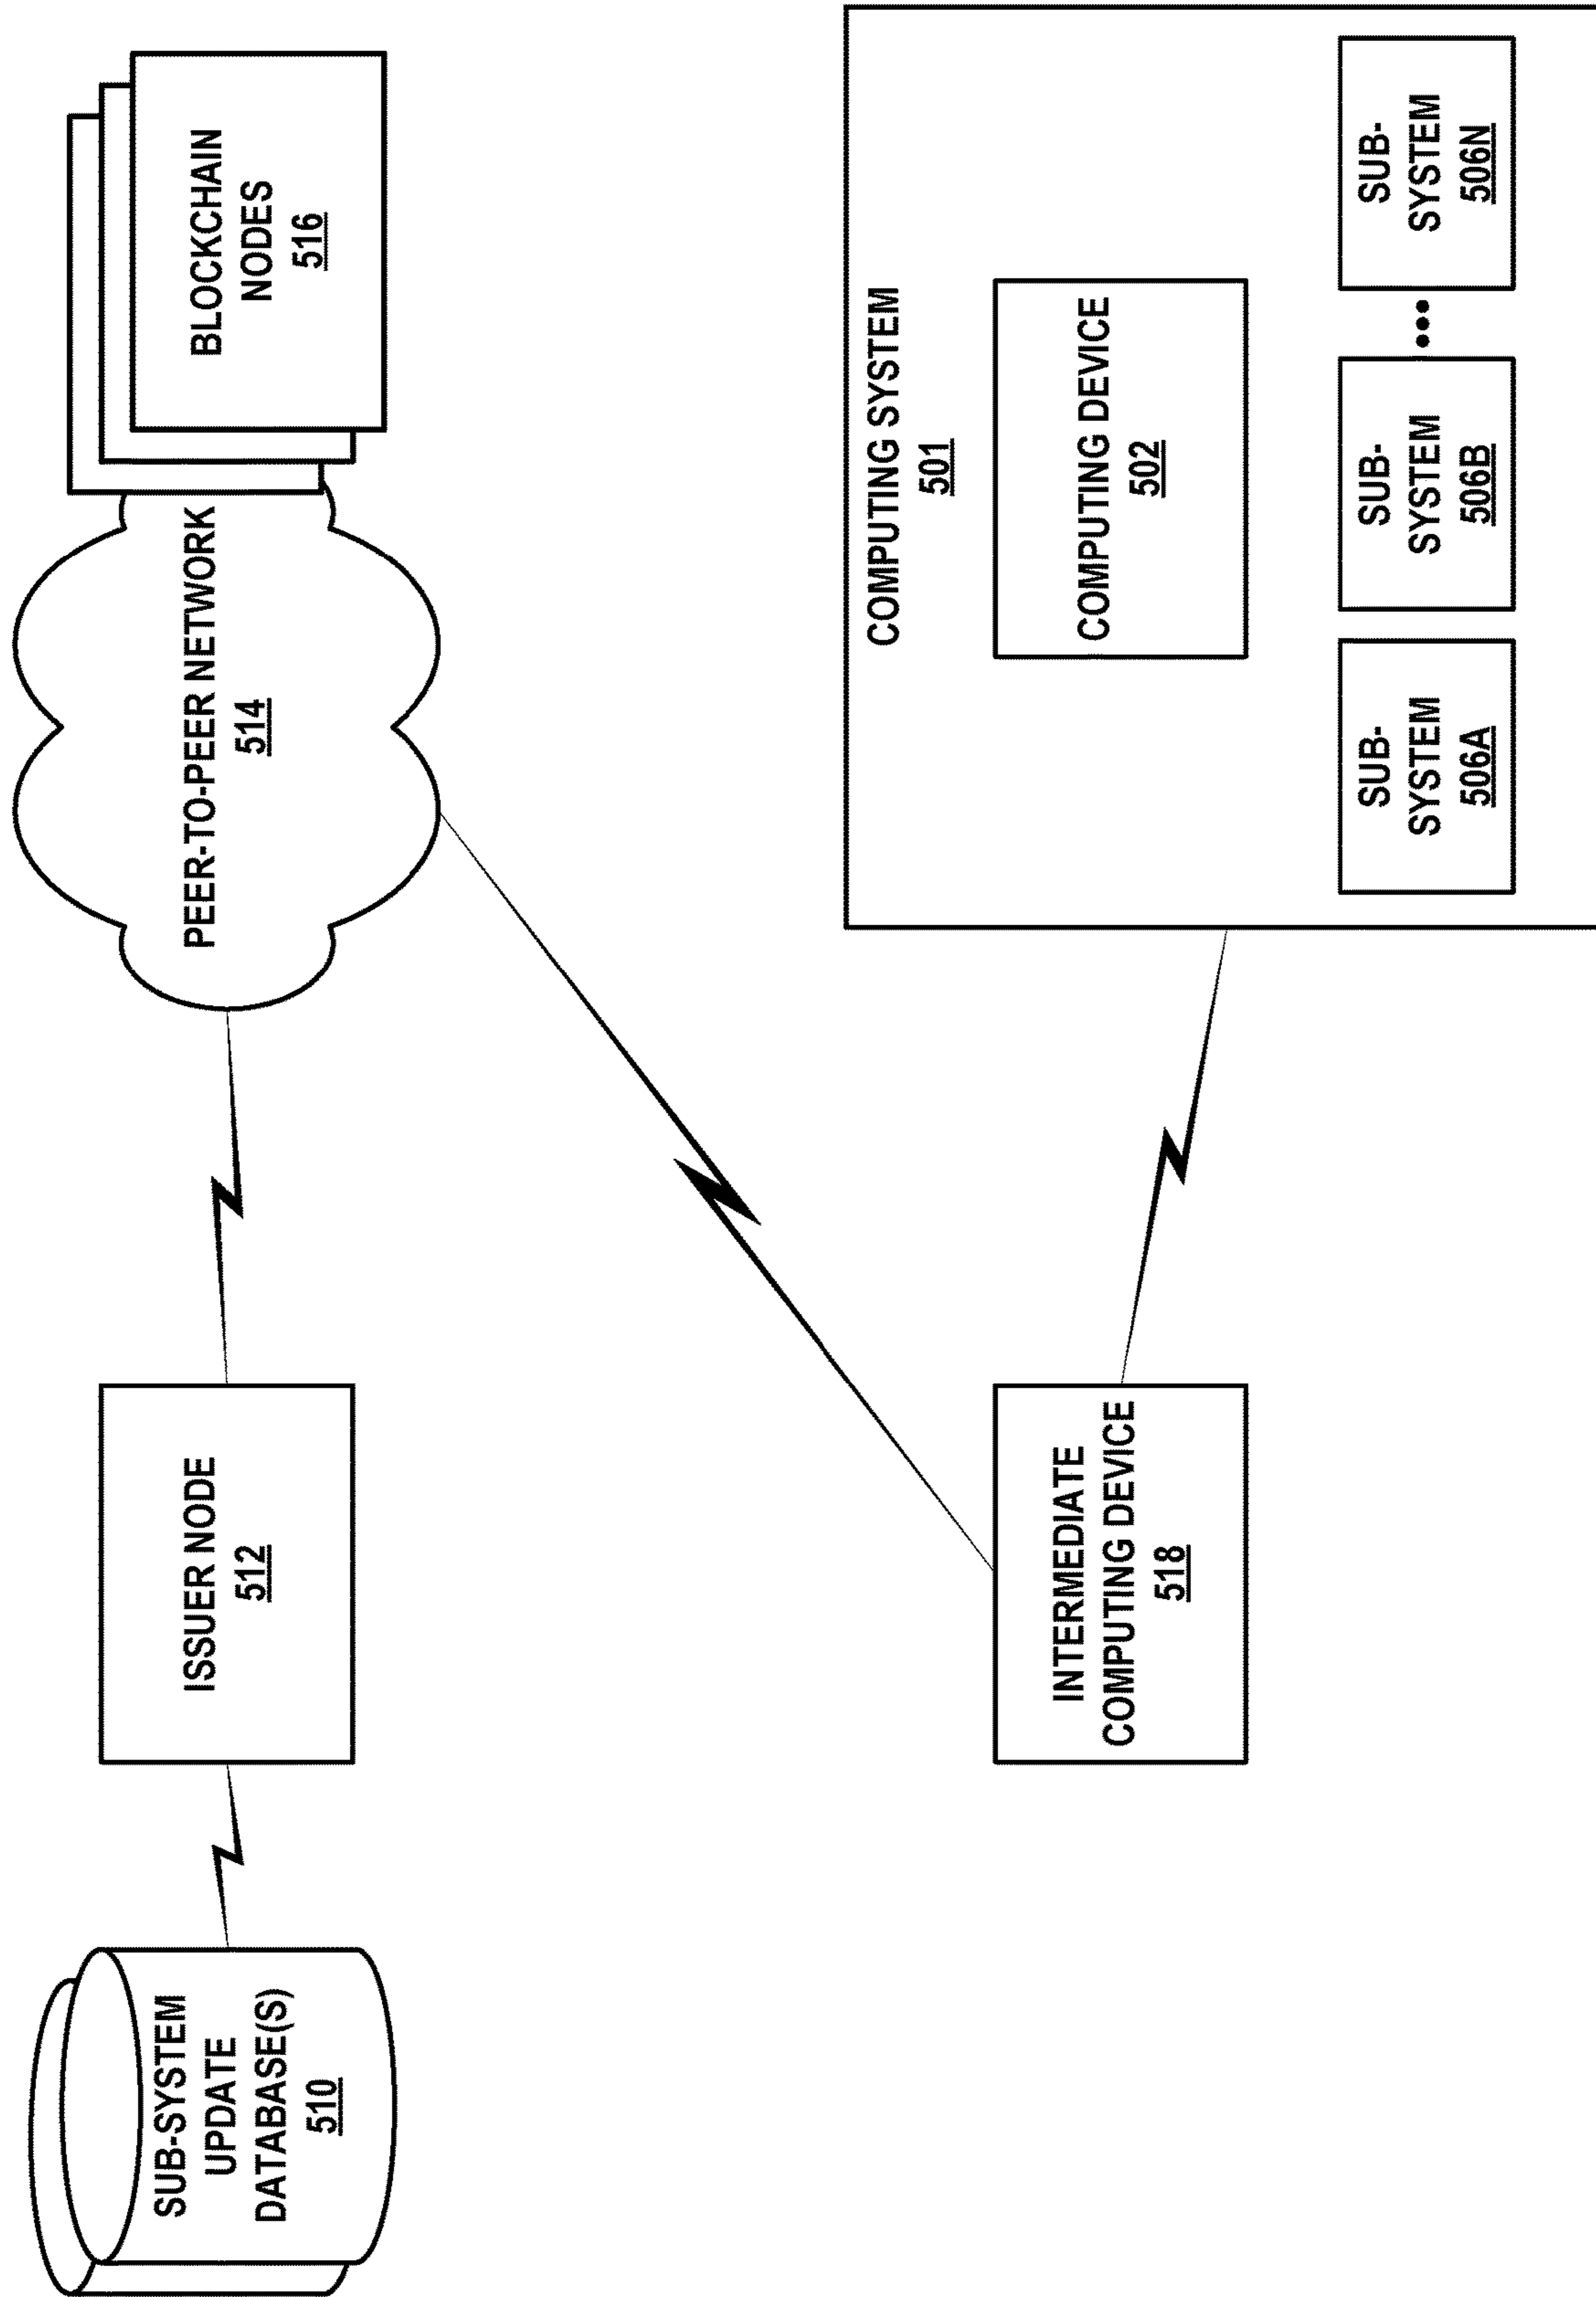 SUB-SYSTEM
UPDATE
DATABASE(S)
510
ISSUER NODE
512
PEER-TO-PEER NETWORK
514
BLOCKCHAIN
NODES
516
INTERMEDIATE
COMPUTING DEVICE
518
COMPUTING SYSTEM
501
COMPUTING DEVICE
502
SUB-
SYSTEM
506A
SUB-
SYSTEM
506B
•••
SUB-
SYSTEM
506N